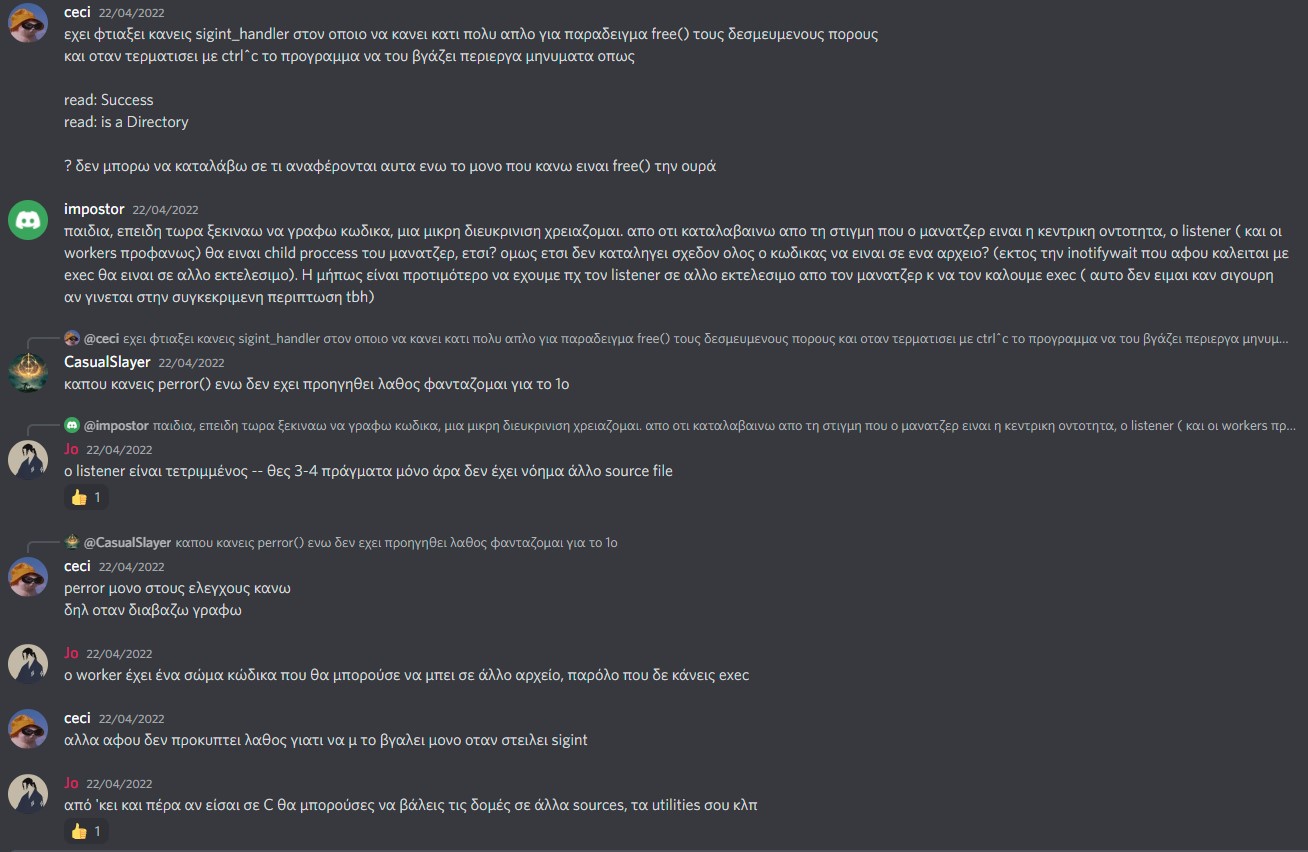 ceci 22/04/2022
εχει φτιαξει κανεις sigint_handler στον οποιο να κανει κατι πολυ απλο για παραδειγμα free() τους δεσμευμενους πορους
και οταν τερματισει με ctrl^c το προγραμμα να του βγάζει περιεργα μηνυματα οπως
read: Success
read: is a Directory
? δεν μπορω να καταλάβω σε τι αναφέρονται αυτα ενω το μονο που κανω ειναι free() την ουρά
impostor 22/04/2022
παιδια, επειδη τωρα ξεκιναω να γραφω κωδικα, μια μικρη διευκρινιση χρειαζομαι. απο οτι καταλαβαινω απο τη στιγμη που ο μανατζερ ειναι η κεντρικη οντοτητα, ο listener ( και οι
workers προφανως) θα ειναι child proccess του μανατζερ, ετσι? ομως ετσι δεν καταληγει σχεδον ολος ο κωδικας να ειναι σε ενα αρχειο? (εκτος την inotifywait που αφου καλειται με
exec θα ειναι σε αλλο εκτελεσιμο). Η μήπως είναι προτιμότερο να εχουμε πχ τον listener σε αλλο εκτελεσιμο απο τον μανατζερ κ να τον καλουμε exec ( αυτο δεν ειμαι καν σιγουρη
αν γινεται στην συγκεκριμενη περιπτωση tbh)
@ceci εχει φτιαξει κανεις sigint_handler στον οποιο να κανει κατι πολυ απλο για παραδειγμα free() τους δεσμευμενους πορους και οταν τερματισει με ctrl^c το προγραμμα να του βγάζει περιεργα μηνυμ...
CasualSlayer 22/04/2022
καπου κανεις perror() ενω δεν εχει προηγηθει λαθος φανταζομαι για το 1ο
@impostor παιδια, επειδη τωρα ξεκιναω να γραφω κωδικα, μια μικρη διευκρινιση χρειαζομαι. απο οτι καταλαβαινω απο τη στιγμη που ο μανατζερ ειναι η κεντρικη οντοτητα, ο listener ( και οι workers πρ...
Jo 22/04/2022
ο listener είναι τετριμμένος -- θες 3-4 πράγματα μόνο άρα δεν έχει νόημα άλλο source file
1
@CasualSlayer καπου κανεις perror() ενω δεν εχει προηγηθει λαθος φανταζομαι για το 1ο
ceci 22/04/2022
perror μονο στους ελεγχους κανω
δηλ οταν διαβαζω γραφω
Jo 22/04/2022
ο worker έχει ένα σώμα κώδικα που θα μπορούσε να μπει σε άλλο αρχείο, παρόλο που δε κάνεις exec
ceci 22/04/2022
αλλα αφου δεν προκυπτει λαθος γιατι να μ το βγαλει μονο οταν στειλει sigint
Jo 22/04/2022
από 'κει και πέρα αν είσαι σε C θα μπορούσες να βάλεις τις δομές σε άλλα sources, τα utilities σου κλπ
1